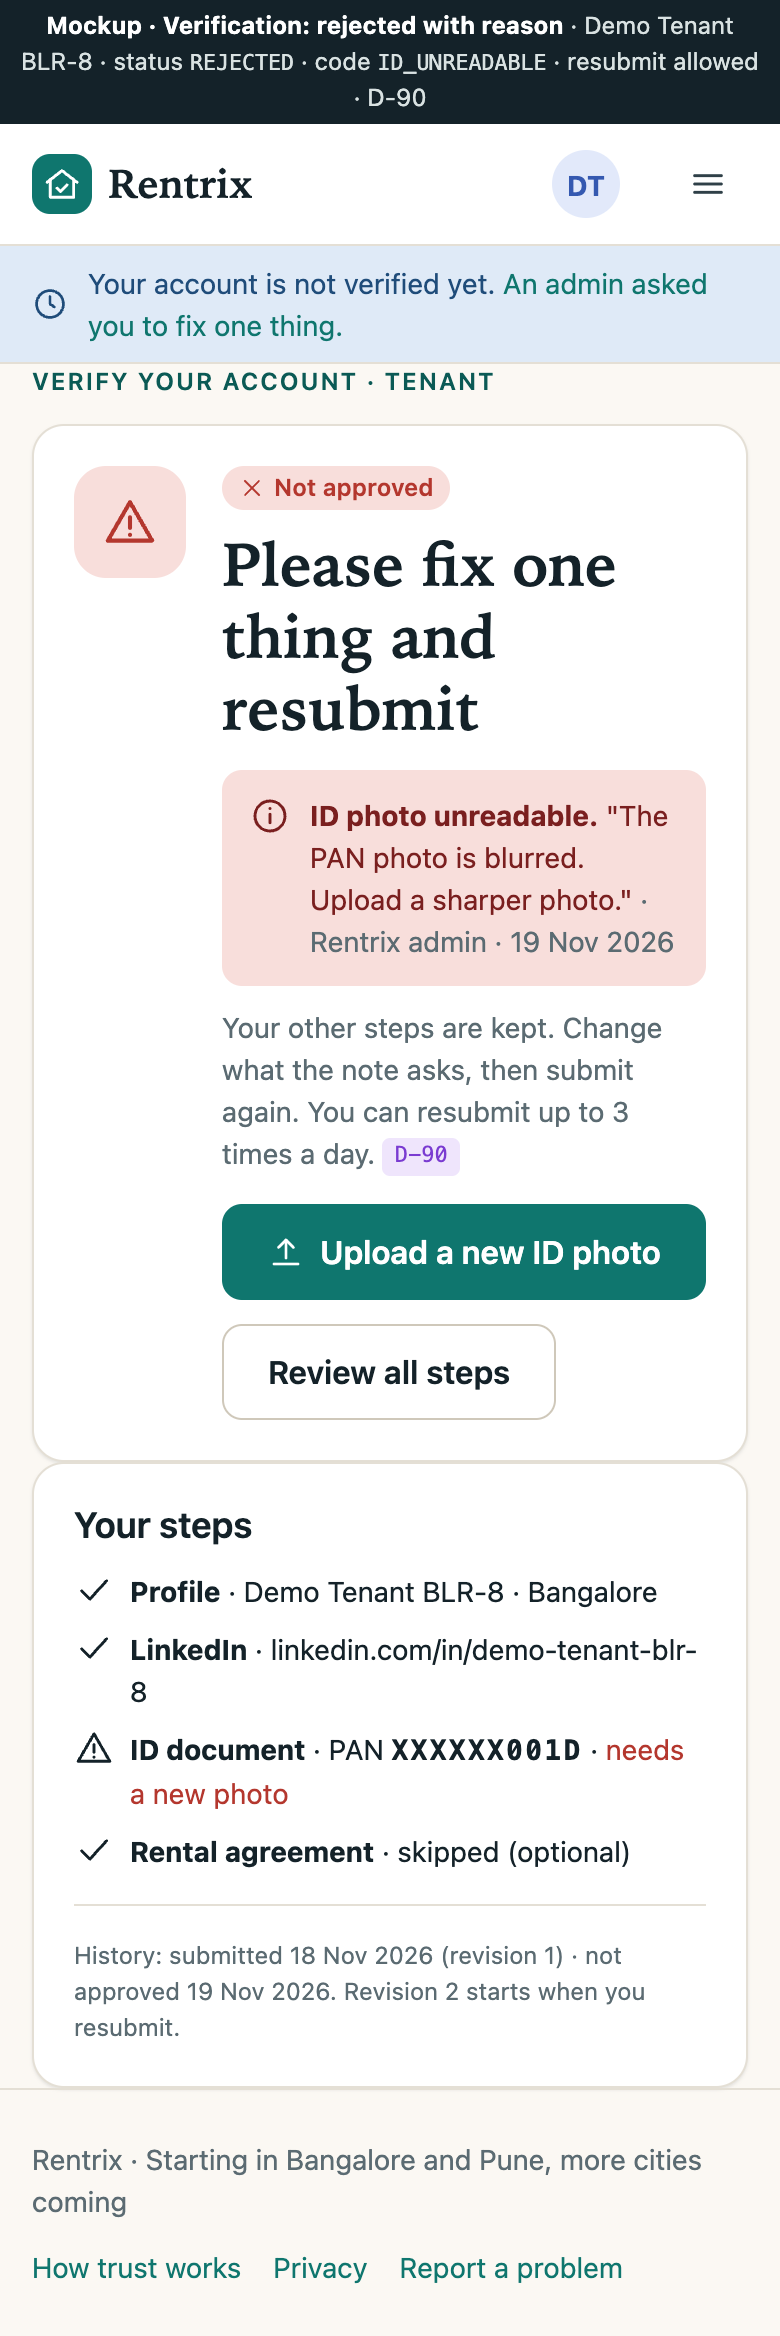 Mockup · Verification: rejected with reason · Demo Tenant
BLR-8 · status REJECTED · code ID_UNREADABLE · resubmit allowed
· D-90
Rentrix
DT
Your account is not verified yet. An admin asked
you to fix one thing.
VERIFY YOUR ACCOUNT · TENANT
Not approved
Please fix one
thing and
resubmit
ID photo unreadable. "The
PAN photo is blurred.
Upload a sharper photo." ·
Rentrix admin · 19 Nov 2026
Your other steps are kept. Change
what the note asks, then submit
again. You can resubmit up to 3
times a day. D-90
Upload a new ID photo
Review all steps
Your steps
Profile · Demo Tenant BLR-8 · Bangalore
LinkedIn · linkedin.com/in/demo-tenant-blr-
8
ID document · PAN XXXXXX001D · needs
a new photo
Rental agreement · skipped (optional)
History: submitted 18 Nov 2026 (revision 1) · not
approved 19 Nov 2026. Revision 2 starts when you
resubmit.
Rentrix · Starting in Bangalore and Pune, more cities
coming
How trust works Privacy Report a problem